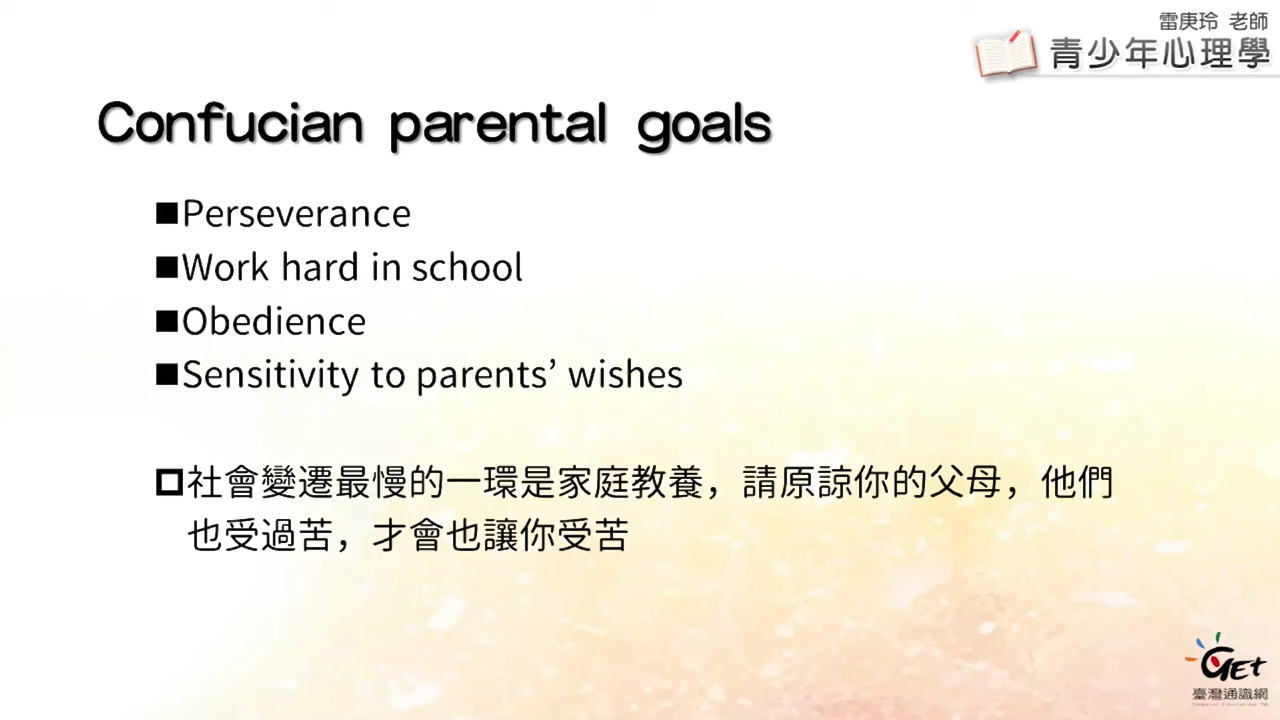 雷庚玲 老師
青少年心理學
Confucian parental goals
■Perseverance
■Work hard in school
■Obedience
■Sensitivity to parents’ wishes
□社會變遷最慢的一環是家庭教養，請原諒你的父母，他們
也受過苦，才會也讓你受苦
GEt
臺灣通識網